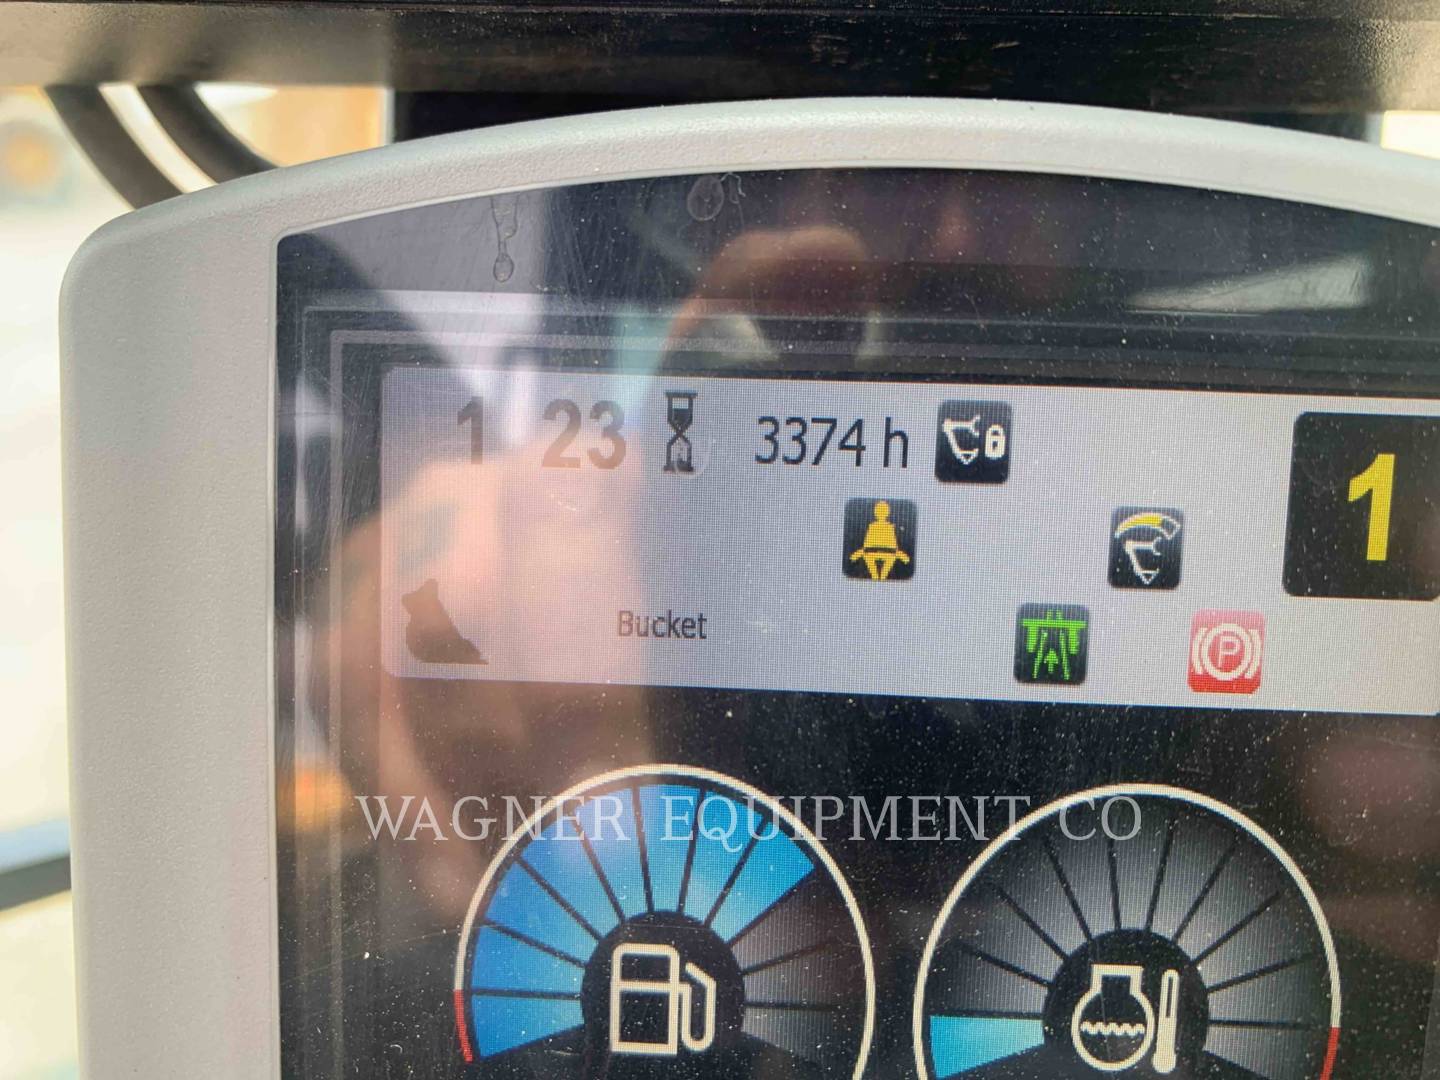 1 23 3374 h
1
Bucket
P
WAGNER EQUIPMENT CO